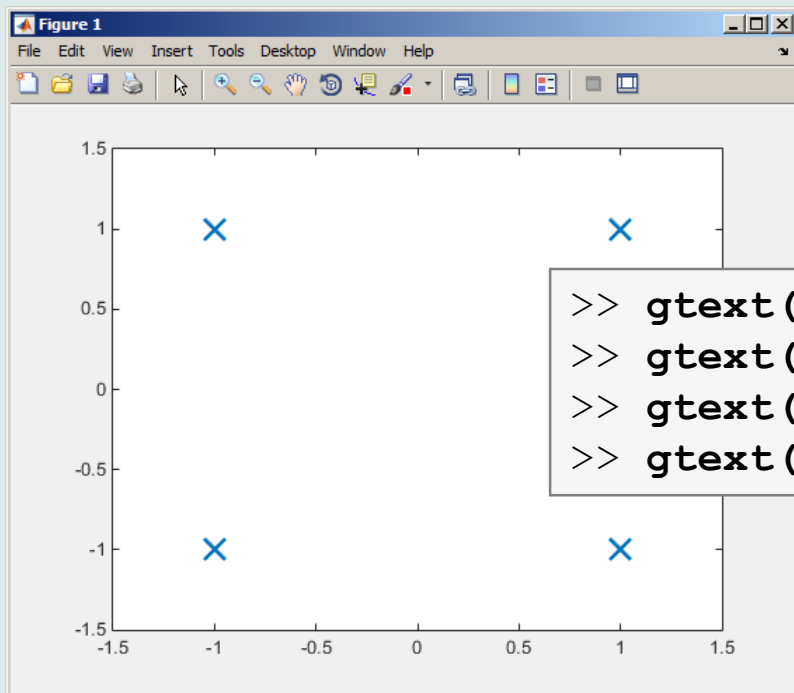 Figure 1
File Edit View Insert Tools Desktop Window Help
1.5
1
0.5
0
-0.5
-1
-1.5
-1.5 -1 -0.5 0 0.5 1 1.5
>> gtext(
>> gtext(
>> gtext(
>> gtext(